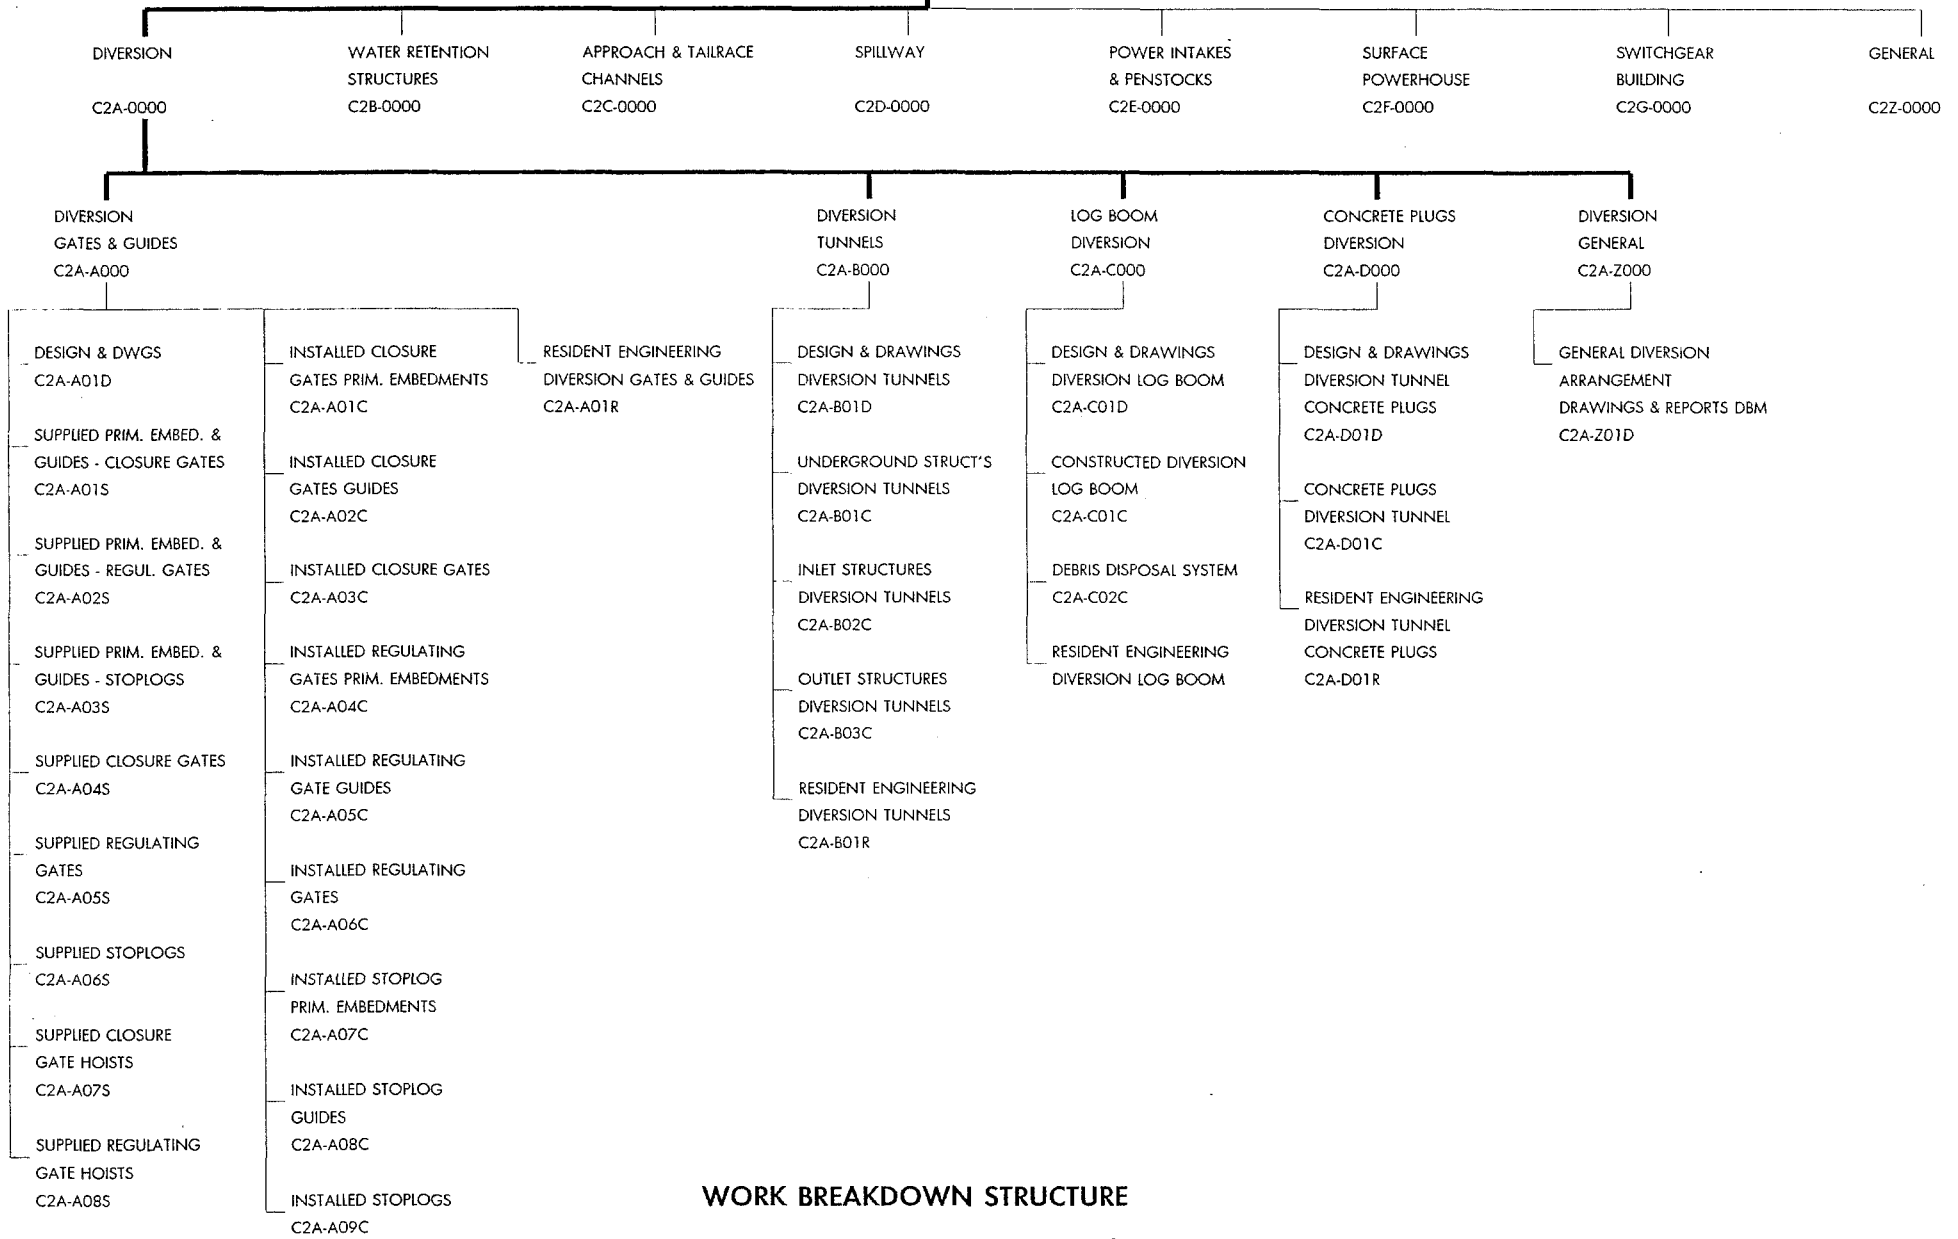 DIVERSION
C2A-0000
WATER RETENTION
STRUCTURES
C2B-0000
APPROACH & TAILRACE
CHANNELS
C2C-0000
SPILLWAY
C2D-0000
POWER INTAKES
& PENSTOCKS
C2E-0000
SURFACE
POWERHOUSE
C2F-0000
SWITCHGEAR
BUILDING
C2G-0000
GENERAL
C2Z-0000
DIVERSION
GATES & GUIDES
C2A-A000
DIVERSION
TUNNELS
C2A-B000
LOG BOOM
DIVERSION
C2A-C000
CONCRETE PLUGS
DIVERSION
C2A-D000
DIVERSION
GENERAL
C2A-Z000
DESIGN & DWGS
C2A-A01D
SUPPLIED PRIM. EMBED. &
GUIDES - CLOSURE GATES
C2A-A01S
SUPPLIED PRIM. EMBED. &
GUIDES - REGUL. GATES
C2A-A02S
SUPPLIED PRIM. EMBED. &
GUIDES - STOPLOGS
C2A-A03S
SUPPLIED CLOSURE GATES
C2A-A04S
SUPPLIED REGULATING
GATES
C2A-A05S
SUPPLIED STOPLOGS
C2A-A06S
SUPPLIED CLOSURE
GATE HOISTS
C2A-A07S
SUPPLIED REGULATING
GATE HOISTS
C2A-A08S
INSTALLED CLOSURE
GATES PRIM. EMBEDMENTS
C2A-A01C
INSTALLED CLOSURE
GATES GUIDES
C2A-A02C
INSTALLED CLOSURE GATES
C2A-A03C
INSTALLED REGULATING
GATES PRIM. EMBEDMENTS
C2A-A04C
INSTALLED REGULATING
GATE GUIDES
C2A-A05C
INSTALLED REGULATING
GATES
C2A-A06C
INSTALLED STOPLOG
PRIM. EMBEDMENTS
C2A-A07C
INSTALLED STOPLOG
GUIDES
C2A-A08C
INSTALLED STOPLOGS
C2A-A09C
RESIDENT ENGINEERING
DIVERSION GATES & GUIDES
C2A-A01R
DESIGN & DRAWINGS
DIVERSION TUNNELS
C2A-B01D
UNDERGROUND STRUCT'S
DIVERSION TUNNELS
C2A-B01C
INLET STRUCTURES
DIVERSION TUNNELS
C2A-B02C
OUTLET STRUCTURES
DIVERSION TUNNELS
C2A-B03C
RESIDENT ENGINEERING
DIVERSION TUNNELS
C2A-B01R
DESIGN & DRAWINGS
DIVERSION LOG BOOM
C2A-C01D
CONSTRUCTED DIVERSION
LOG BOOM
C2A-C01C
DEBRIS DISPOSAL SYSTEM
C2A-C02C
RESIDENT ENGINEERING
DIVERSION LOG BOOM
DESIGN & DRAWINGS
DIVERSION TUNNEL
CONCRETE PLUGS
C2A-D01D
CONCRETE PLUGS
DIVERSION TUNNEL
C2A-D01C
RESIDENT ENGINEERING
DIVERSION TUNNEL
CONCRETE PLUGS
C2A-D01R
GENERAL DIVERSION
ARRANGEMENT
DRAWINGS & REPORTS DBM
C2A-Z01D
WORK BREAKDOWN STRUCTURE